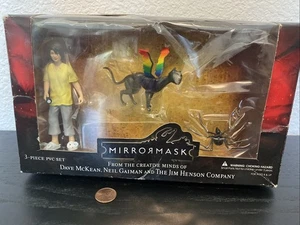 MIRRORMASK
3-PIECE PVC SET
FROM THE CREATIVE MINDS OF
DAVE MCKEAN, NEIL GAIMAN AND THE JIM HENSON COMPANY
WARNING: CHOKING HAZARD